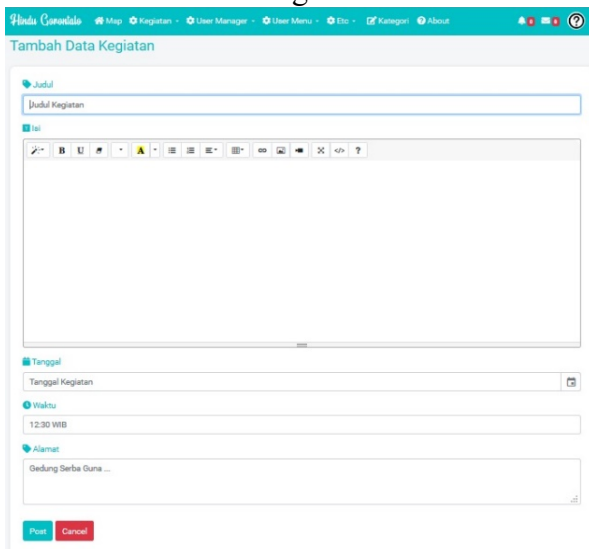 Hindu Gorontalo Map Kegiatan User Manager User Menu Etc Kategori About
Tambah Data Kegiatan
Judul
Judul Kegiatan
Isi
B U A </> ?
Tanggal
Tanggal Kegiatan
Waktu
12:30 WIB
Alamat
Gedung Serba Guna ...
Post Cancel